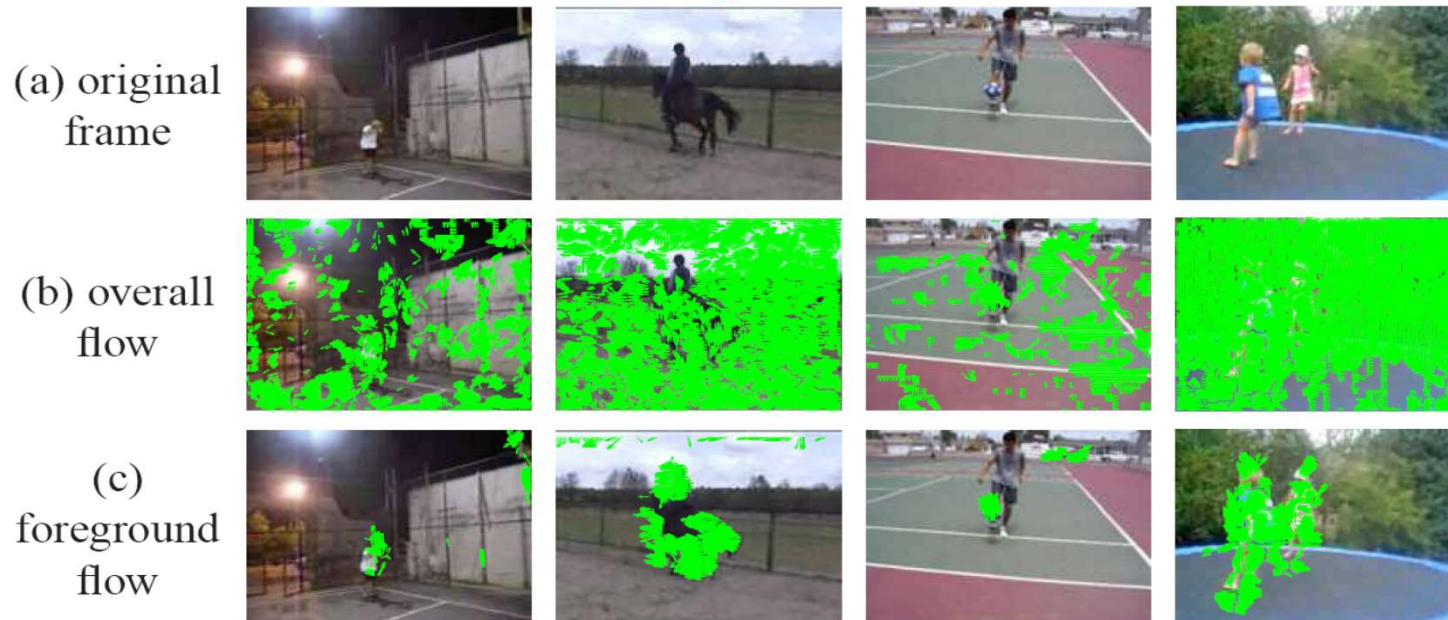 (a) original
frame
(b) overall
flow
(c)
foreground
flow